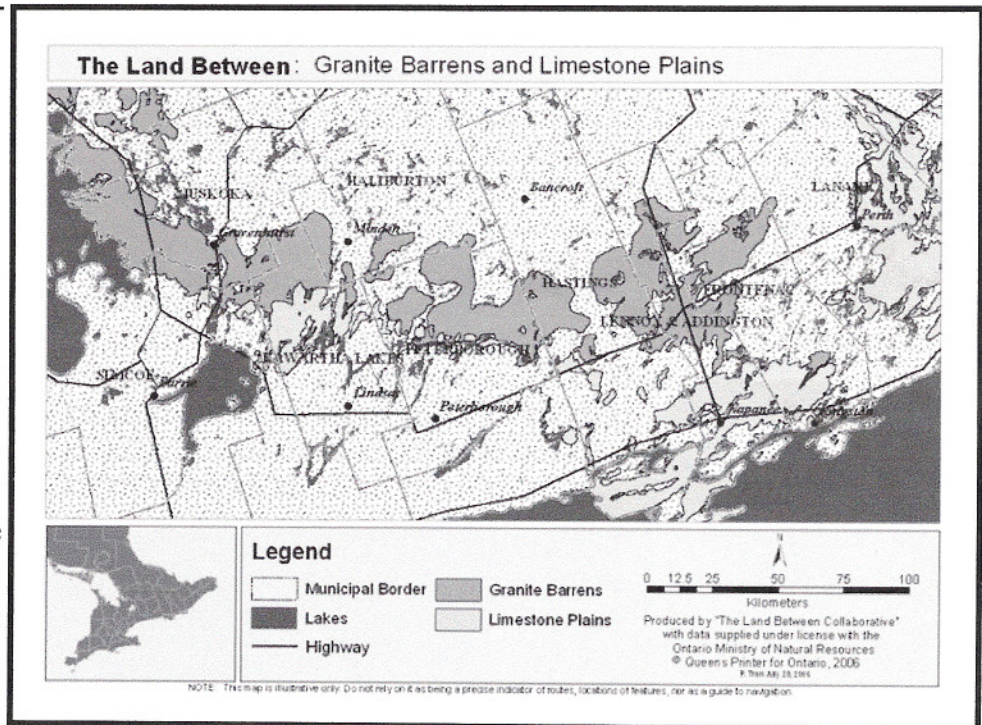 The Land Between: Granite Barrens and Limestone Plains
MUSKOKA
HALIBURTON
Bancroft
LANARK
Perth
Gravenhurst
Minden
HASTINGS
FRONTENAC
LENNOX & ADDINGTON
KAWARTHA LAKES
PETERBOROUGH
SIMCOE
Barrie
Lindsay
Peterborough
Napanee
Kingston
Legend
Municipal Border
Lakes
Highway
Granite Barrens
Limestone Plains
N
0 12.5 25 50 75 100
Kilometers
Produced by "The Land Between Collaborative"
with data supplied under license with the
Ontario Ministry of Natural Resources
© Queens Printer for Ontario, 2006
July 28, 2006
NOTE: This map is illustrative only. Do not rely on it as being a precise indicator of routes, locations of features, nor as a guide to navigation.